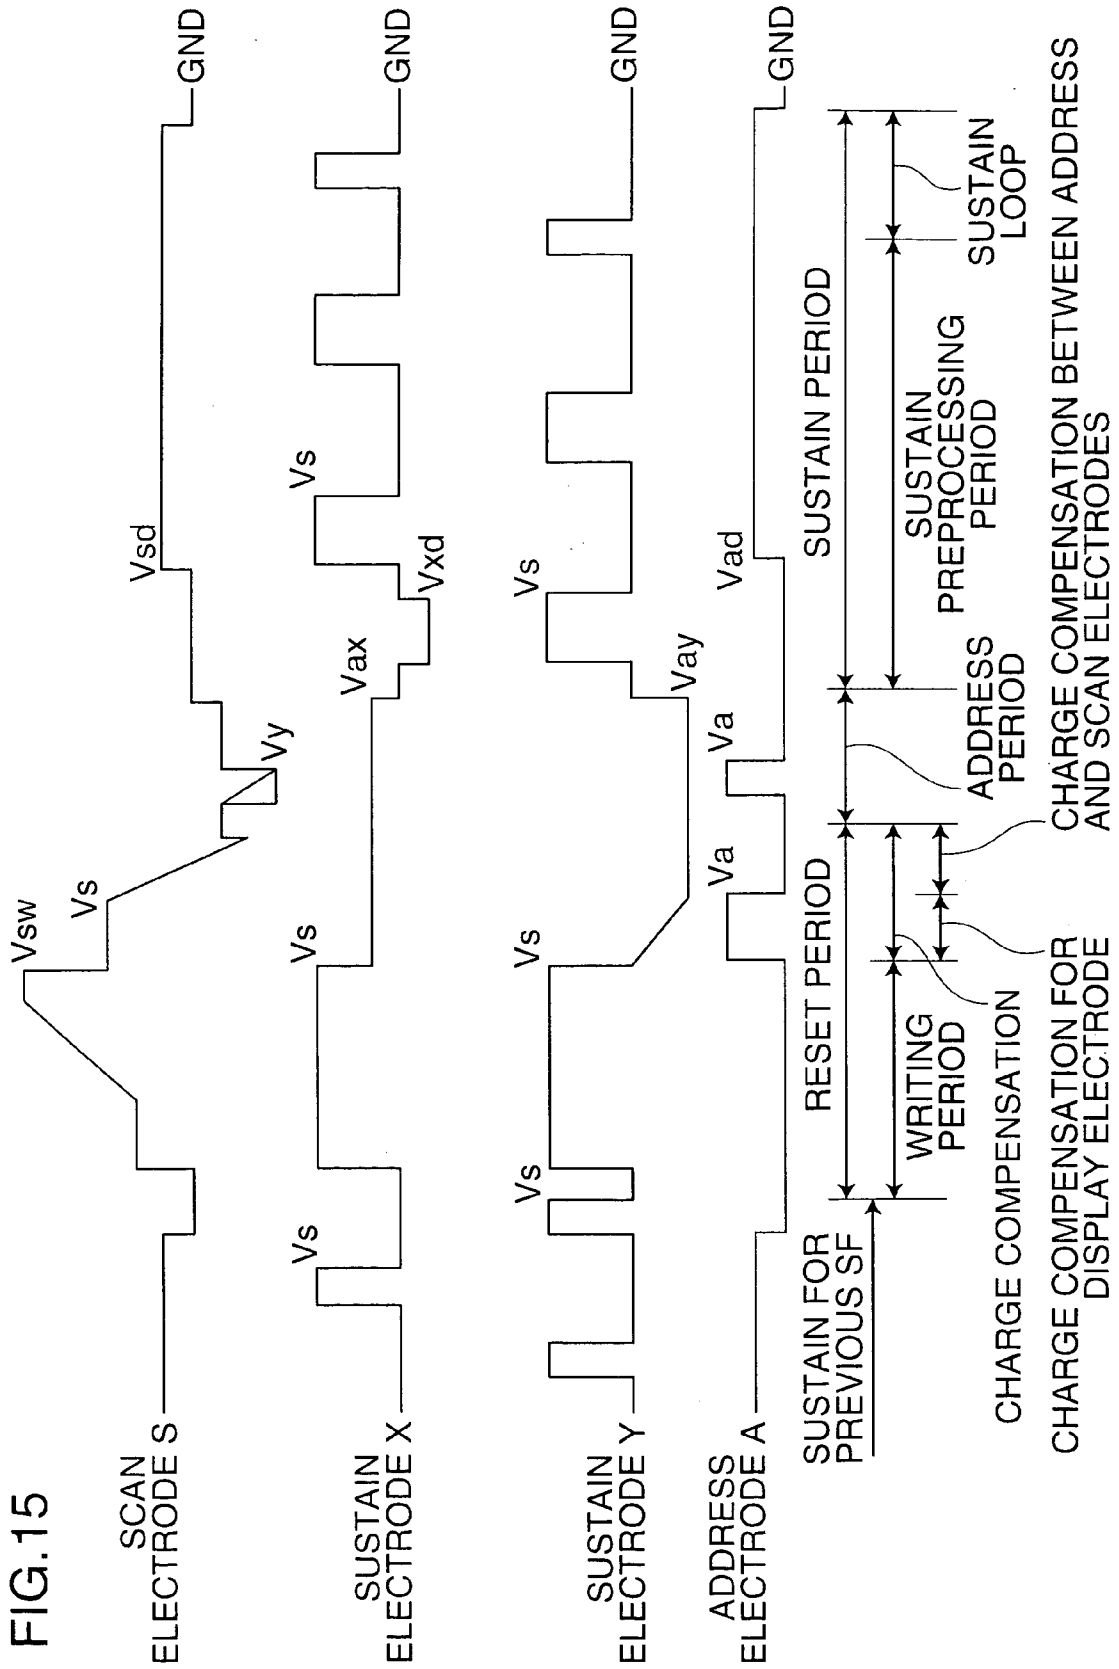 FIG.15
SCAN
ELECTRODE S
Vsw
Vs
Vy
Vsd
GND
SUSTAIN
ELECTRODE X
Vs
Vs
Vax
Vxd
Vs
GND
SUSTAIN
ELECTRODE Y
Vs
Vs
Vay
Vs
GND
ADDRESS
ELECTRODE A
Va
Va
Vad
GND
SUSTAIN FOR
PREVIOUS SF
RESET PERIOD
SUSTAIN PERIOD
WRITING
PERIOD
ADDRESS
PERIOD
SUSTAIN
PREPROCESSING
PERIOD
SUSTAIN
LOOP
CHARGE COMPENSATION
CHARGE COMPENSATION FOR
DISPLAY ELECTRODE
CHARGE COMPENSATION BETWEEN ADDRESS
AND SCAN ELECTRODES